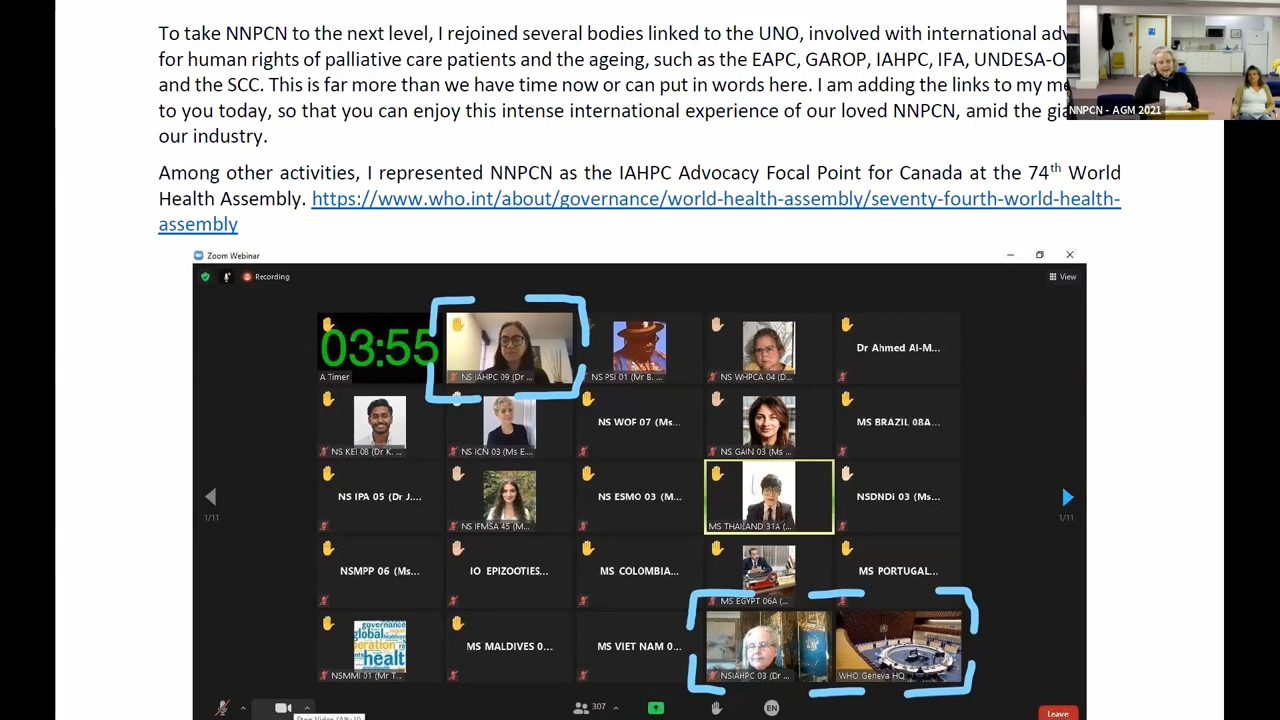 To take NNPCN to the next level, I rejoined several bodies linked to the UNO, involved with international adv
for human rights of palliative care patients and the ageing, such as the EAPC, GAROP, IAHPC, IFA, UNDESA-O
and the SCC. This is far more than we have time now or can put in words here. I am adding the links to my me
to you today, so that you can enjoy this intense international experience of our loved NNPCN, amid the gia
our industry.
NNPCN - AGM 2021
Among other activities, I represented NNPCN as the IAHPC Advocacy Focal Point for Canada at the 74th World
Health Assembly. https://www.who.int/about/governance/world-health-assembly/seventy-fourth-world-health-
assembly
Zoom Webinar
Recording
View
03:55
A Timer
NS IAHPC 09 (Dr ...
NS PSI 01 (Mr B. ...
NS WHPCA 04 (D...
Dr Ahmed Al-M...
NS KEI 08 (Dr K. ...
NS ICN 03 (Ms E....
NS WOF 07 (Ms...
NS GAIN 03 (Ms ...
MS BRAZIL 08A...
NS IPA 05 (Dr J....
NS IFMSA 45 (M...
NS ESMO 03 (M...
MS THAILAND 31A (...
NSDNDi 03 (Ms...
1/11
1/11
NSMPP 06 (Ms...
IO EPIZOOTIES...
MS COLOMBIA...
MS EGYPT 06A (...
MS PORTUGAL...
governance
global
health
NSMMI 01 (Mr T...
MS MALDIVES 0...
MS VIET NAM 0...
NSIAHPC 03 (Dr ...
WHO Geneva HQ
307
EN
Leave
Stop Video (Alt+V)